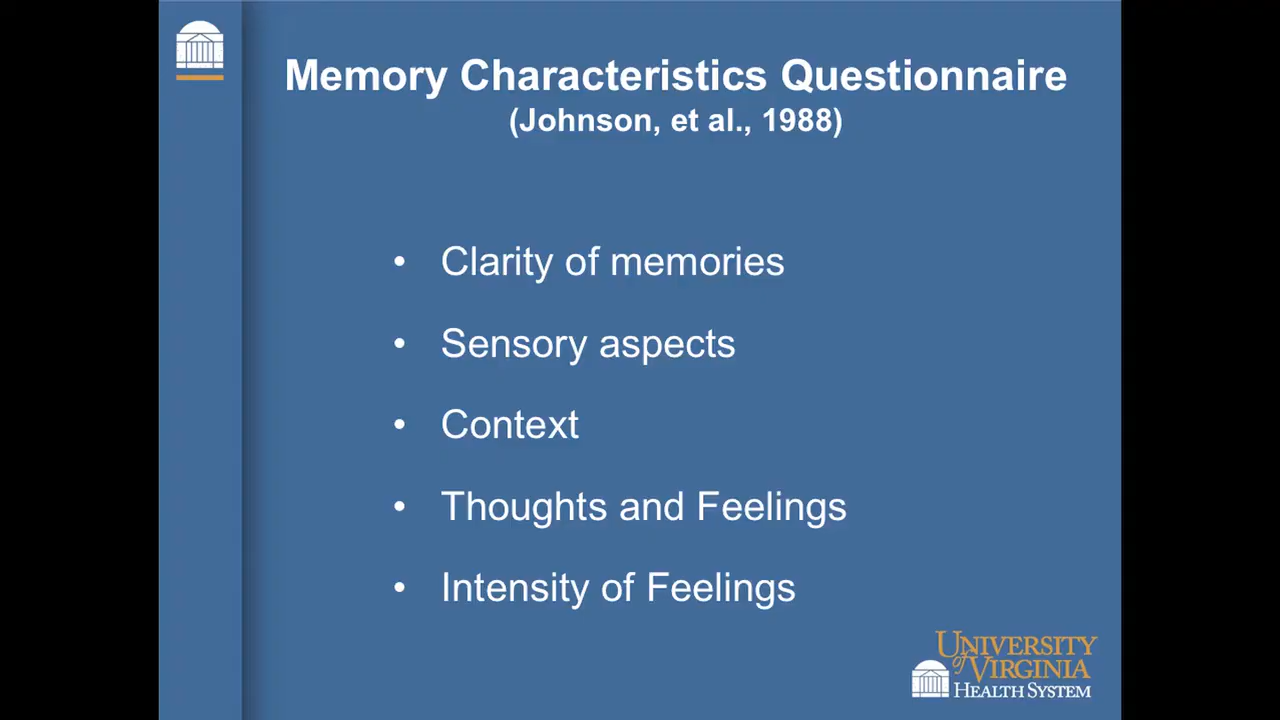 Memory Characteristics Questionnaire
(Johnson, et al., 1988)
• Clarity of memories
• Sensory aspects
• Context
• Thoughts and Feelings
• Intensity of Feelings
UNIVERSITY
of VIRGINIA
HEALTH SYSTEM